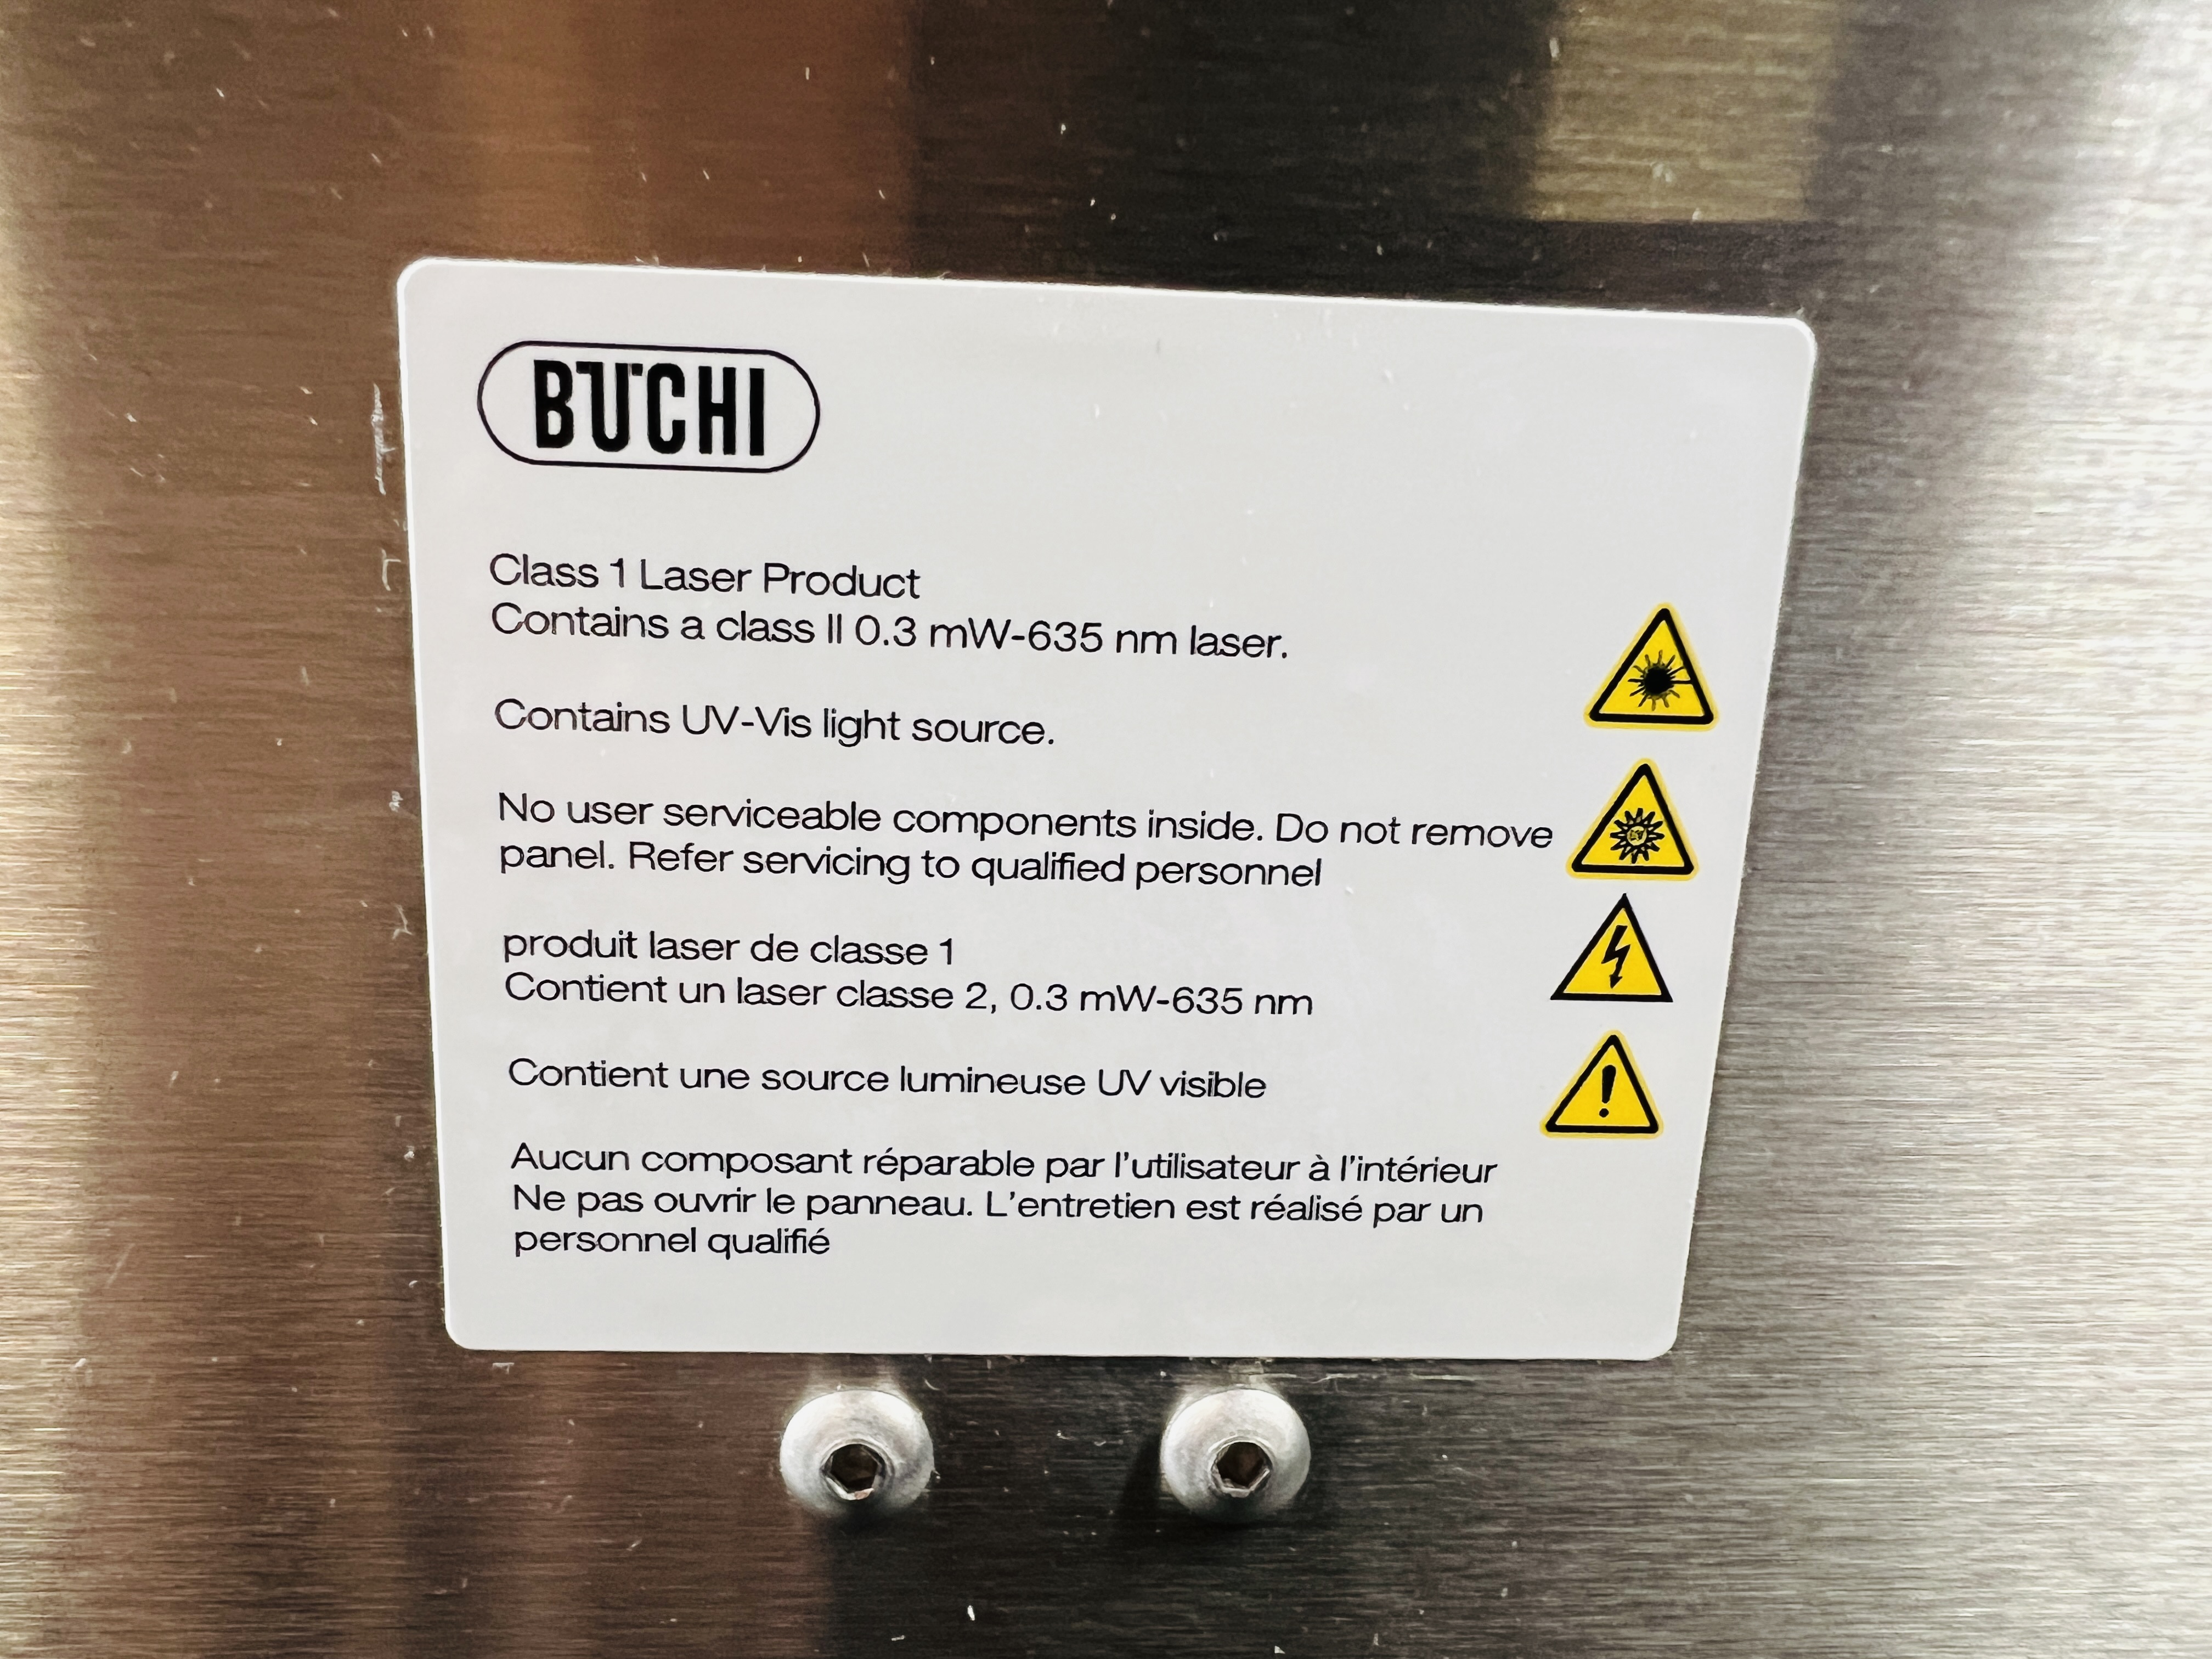 BÜCHI
Class 1 Laser Product
Contains a class II 0.3 mW-635 nm laser.
Contains UV-Vis light source.
No user serviceable components inside. Do not remove
panel. Refer servicing to qualified personnel
produit laser de classe 1
Contient un laser classe 2, 0.3 mW-635 nm
Contient une source lumineuse UV visible
Aucun composant réparable par l'utilisateur à l'intérieur
Ne pas ouvrir le panneau. L'entretien est réalisé par un
personnel qualifié